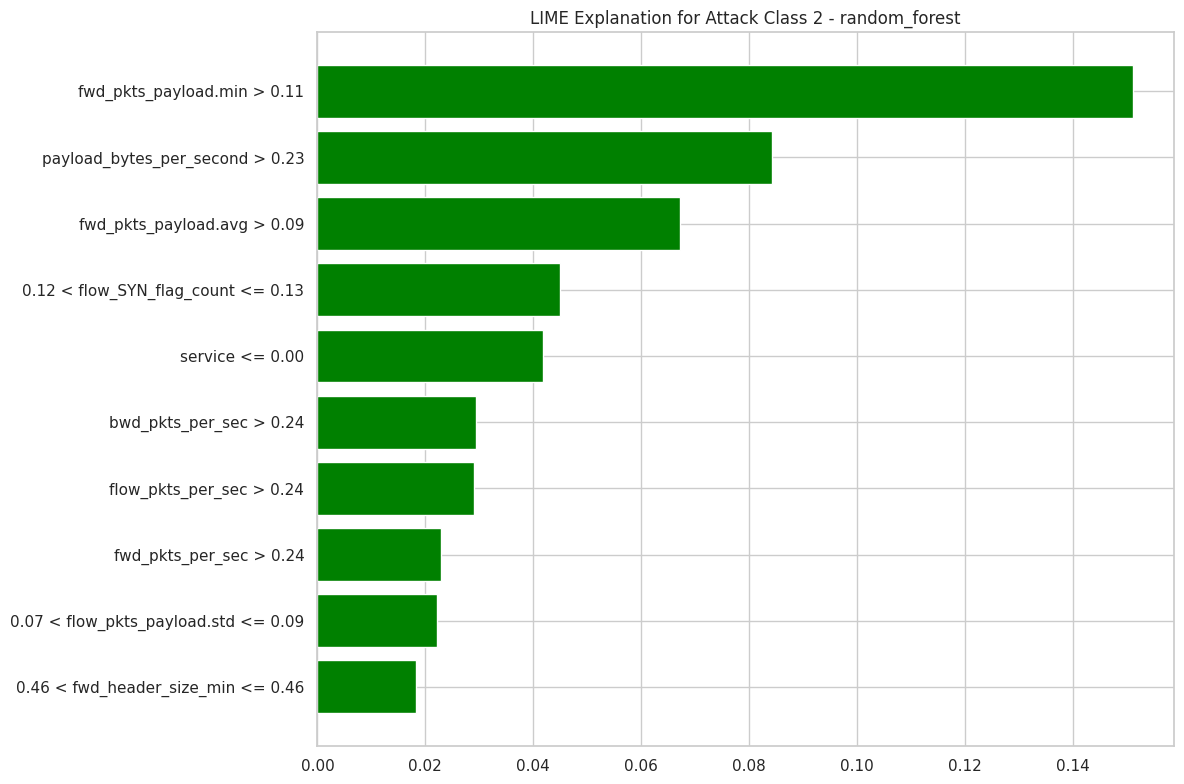 LIME Explanation for Attack Class 2 - random_forest
fwd_pkts_payload.min > 0.11
payload_bytes_per_second > 0.23
fwd_pkts_payload.avg > 0.09
0.12 < flow_SYN_flag_count <= 0.13
service <= 0.00
bwd_pkts_per_sec > 0.24
flow_pkts_per_sec > 0.24
fwd_pkts_per_sec > 0.24
0.07 < flow_pkts_payload.std <= 0.09
0.46 < fwd_header_size_min <= 0.46
0.00 0.02 0.04 0.06 0.08 0.10 0.12 0.14